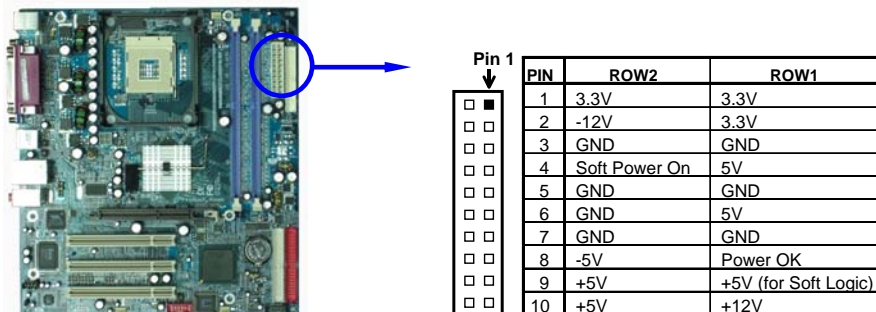 Pin 1
PIN ROW2 ROW1
1 3.3V 3.3V
2 -12V 3.3V
3 GND GND
4 Soft Power On 5V
5 GND GND
6 GND 5V
7 GND GND
8 -5V Power OK
9 +5V +5V (for Soft Logic)
10 +5V +12V